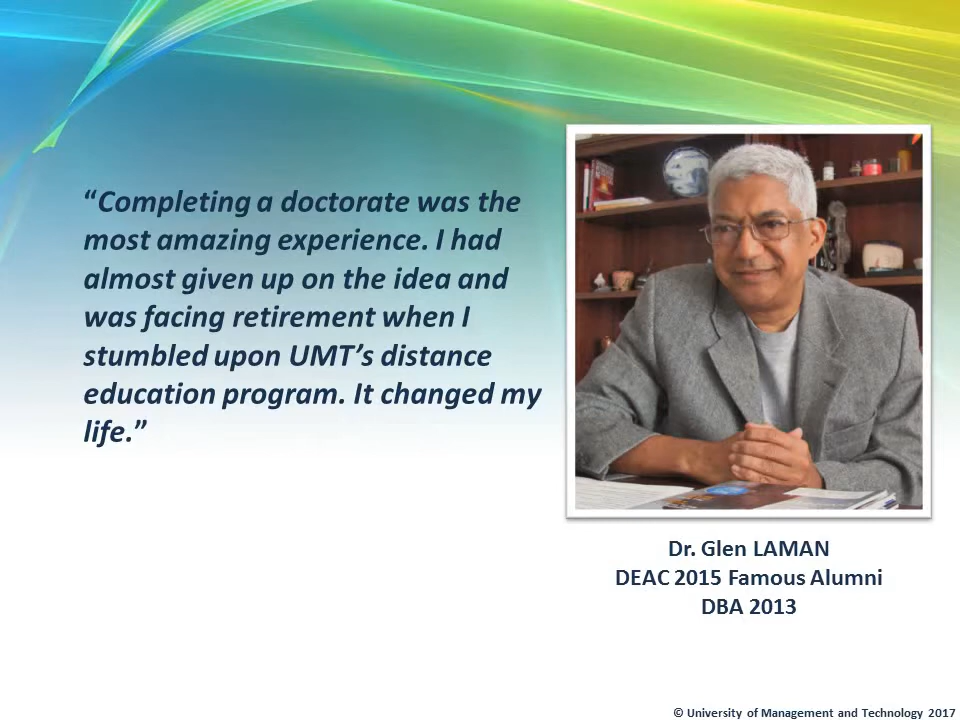 “Completing a doctorate was the
most amazing experience. I had
almost given up on the idea and
was facing retirement when I
stumbled upon UMT’s distance
education program. It changed my
life.”
Dr. Glen LAMAN
DEAC 2015 Famous Alumni
DBA 2013
© University of Management and Technology 2017